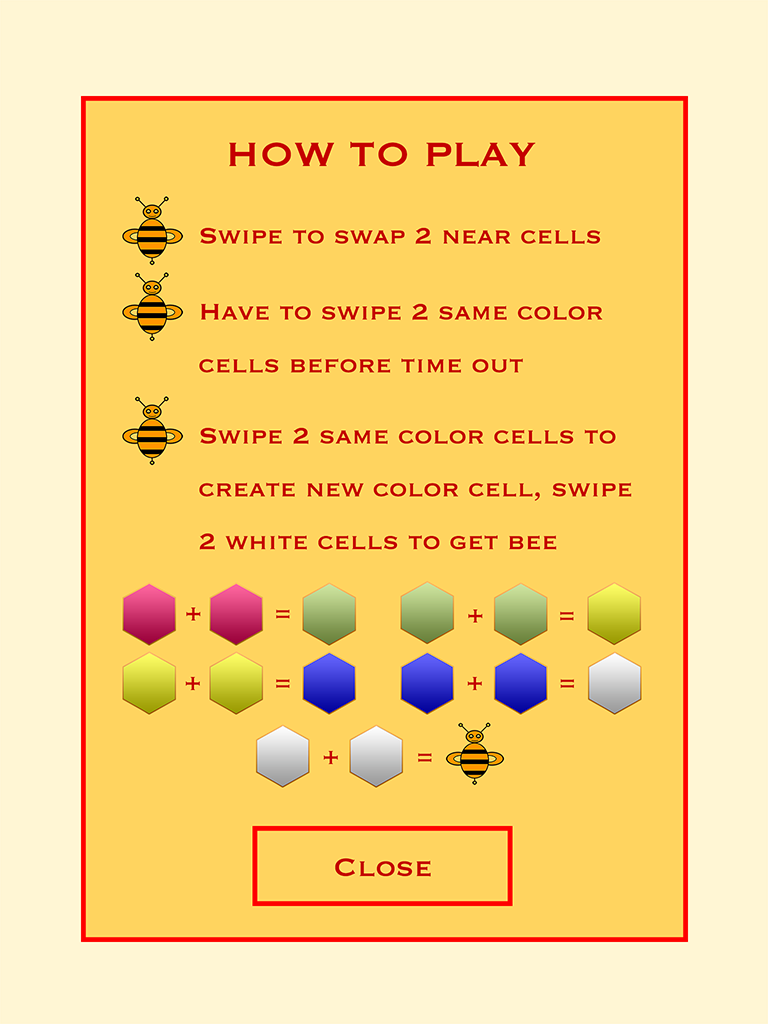 HOW TO PLAY
SWIPE TO SWAP 2 NEAR CELLS
HAVE TO SWIPE 2 SAME COLOR
CELLS BEFORE TIME OUT
SWIPE 2 SAME COLOR CELLS TO
CREATE NEW COLOR CELL, SWIPE
2 WHITE CELLS TO GET BEE
+ = + =
+ = + =
+ =
CLOSE